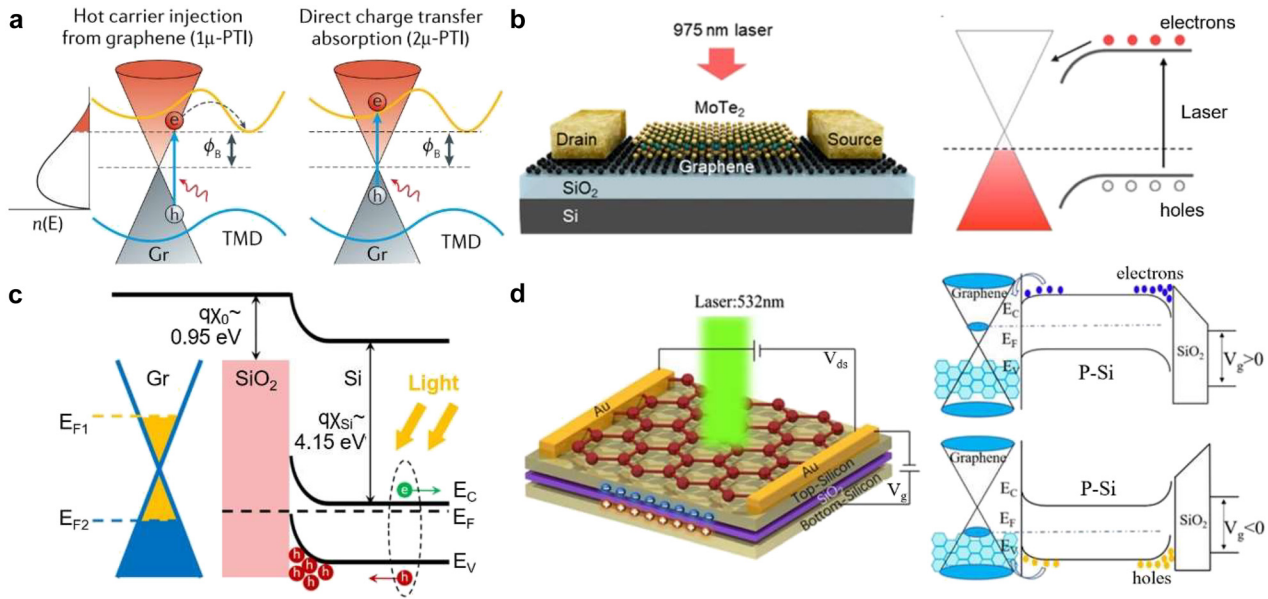 a
Hot carrier injection
from graphene (1μ-PTI)
Direct charge transfer
absorption (2μ-PTI)
e
ϕB
h
n(E)
Gr
TMD
e
ϕB
h
Gr
TMD
b
975 nm laser
MoTe2
Drain
Source
Graphene
SiO2
Si
electrons
Laser
holes
c
qχ0~
0.95 eV
Gr
SiO2
Si
Light
EF1
qχSi~
4.15 eV
EF2
e
EC
EF
h h
h h h
h h
h
EV
d
Laser:532nm
Vds
Au
Au
Top-Silicon
SiO2
Bottom-Silicon
Vg
electrons
Graphene
EC
EF
EV
P-Si
SiO2
Vg>0
Graphene
EC
EF
EV
P-Si
SiO2
Vg<0
holes